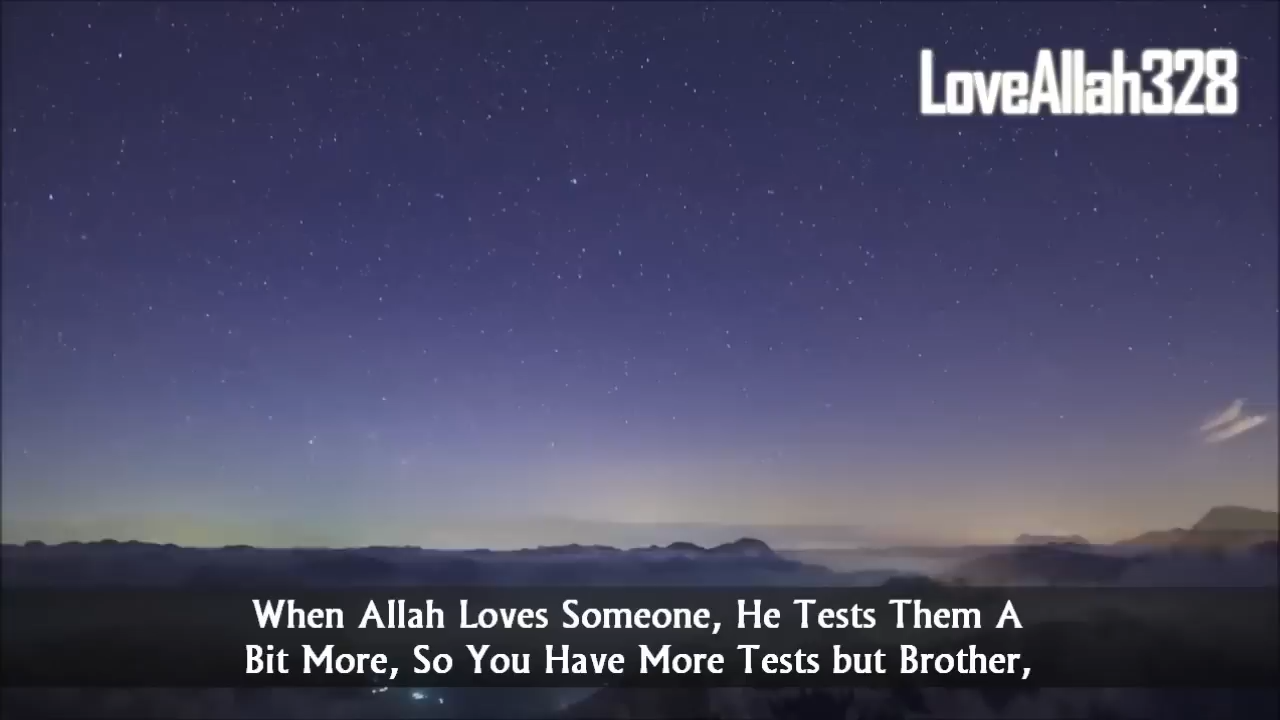 LoveAllah328
When Allah Loves Someone, He Tests Them A
Bit More, So You Have More Tests but Brother,